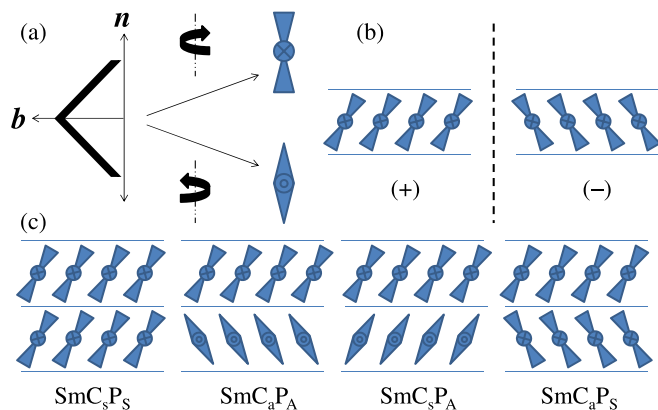 (a)
n
b
(b)
(+)
(−)
(c)
SmCₛPₛ
SmCₐPₐ
SmCₛPₐ
SmCₐPₛ